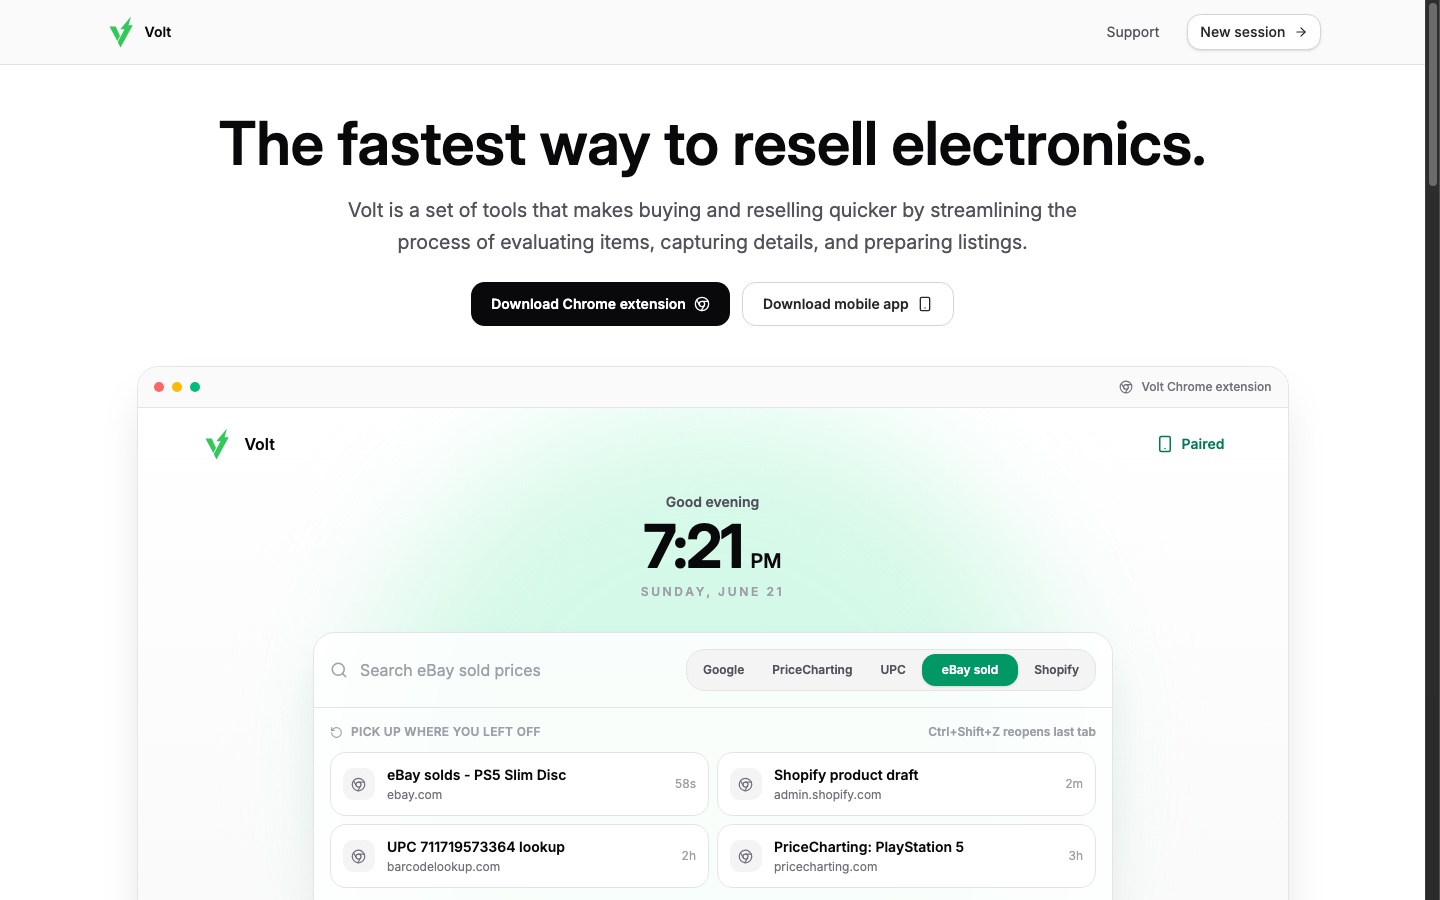 Volt
Support
New session
The fastest way to resell electronics.
Volt is a set of tools that makes buying and reselling quicker by streamlining the
process of evaluating items, capturing details, and preparing listings.
Download Chrome extension
Download mobile app
Volt Chrome extension
Volt
Paired
Good evening
7:21 PM
SUNDAY, JUNE 21
Search eBay sold prices
Google
PriceCharting
UPC
eBay sold
Shopify
PICK UP WHERE YOU LEFT OFF
Ctrl+Shift+Z reopens last tab
eBay solds - PS5 Slim Disc
ebay.com
58s
Shopify product draft
admin.shopify.com
2m
UPC 711719573364 lookup
barcodelookup.com
2h
PriceCharting: PlayStation 5
pricecharting.com
3h